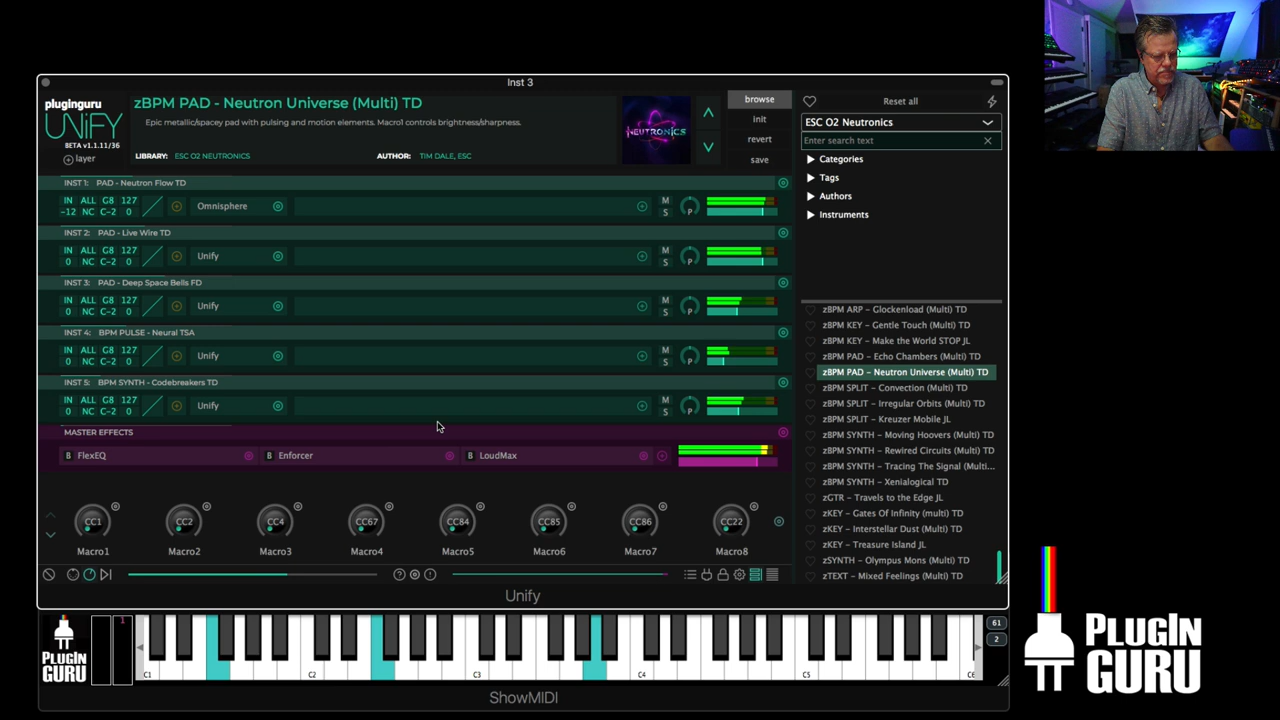 Inst 3
pluginguru
UNiFY
BETA v1.1.11/36
layer
zBPM PAD - Neutron Universe (Multi) TD
Epic metallic/spacey pad with pulsing and motion elements. Macro1 controls brightness/sharpness.
LIBRARY: ESC O2 NEUTRONICS
AUTHOR: TIM DALE, ESC
NEUTRONICS
browse
init
revert
save
Reset all
ESC O2 Neutronics
Enter search text
Categories
Tags
Authors
Instruments
INST 1: PAD - Neutron Flow TD
IN ALL G8 127
-12 NC C-2 0
Omnisphere
M
S
P
INST 2: PAD - Live Wire TD
IN ALL G8 127
0 NC C-2 0
Unify
M
S
P
INST 3: PAD - Deep Space Bells FD
IN ALL G8 127
0 NC C-2 0
Unify
M
S
P
INST 4: BPM PULSE - Neural TSA
IN ALL G8 127
0 NC C-2 0
Unify
M
S
P
INST 5: BPM SYNTH - Codebreakers TD
IN ALL G8 127
0 NC C-2 0
Unify
M
S
P
MASTER EFFECTS
B FlexEQ
B Enforcer
B LoudMax
CC1 CC2 CC4 CC67 CC84 CC85 CC86 CC22
Macro1 Macro2 Macro3 Macro4 Macro5 Macro6 Macro7 Macro8
zBPM ARP - Glockenload (Multi) TD
zBPM KEY - Gentle Touch (Multi) TD
zBPM KEY - Make the World STOP JL
zBPM PAD - Echo Chambers (Multi) TD
zBPM PAD - Neutron Universe (Multi) TD
zBPM SPLIT - Convection (Multi) TD
zBPM SPLIT - Irregular Orbits (Multi) TD
zBPM SPLIT - Kreuzer Mobile JL
zBPM SYNTH - Moving Hoovers (Multi) TD
zBPM SYNTH - Rewired Circuits (Multi) TD
zBPM SYNTH - Tracing The Signal (Multi...
zBPM SYNTH - Xenialogical TD
zGTR - Travels to the Edge JL
zKEY - Gates Of Infinity (multi) TD
zKEY - Interstellar Dust (Multi) TD
zKEY - Treasure Island JL
zSYNTH - Olympus Mons (Multi) TD
zTEXT - Mixed Feelings (Multi) TD
Unify
PLUGIN
GURU
1
C1 C2 C3 C4 C5 C6
61
2
ShowMIDI
PLUGIN
GURU